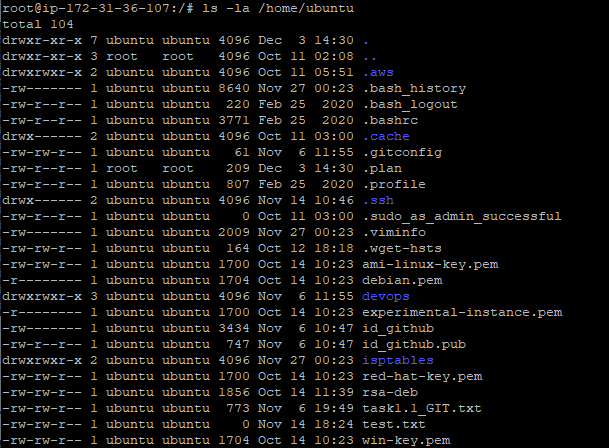 root@ip-172-31-36-107:/# ls -la /home/ubuntu
total 104
drwxr-xr-x 7 ubuntu ubuntu 4096 Dec  3 14:30 .
drwxr-xr-x 3 root   root   4096 Oct 11 02:08 ..
drwxrwxr-x 2 ubuntu ubuntu 4096 Oct 11 05:51 .aws
-rw------- 1 ubuntu ubuntu 8640 Nov 27 00:23 .bash_history
-rw-r--r-- 1 ubuntu ubuntu  220 Feb 25  2020 .bash_logout
-rw-r--r-- 1 ubuntu ubuntu 3771 Feb 25  2020 .bashrc
drwx------ 2 ubuntu ubuntu 4096 Oct 11 03:00 .cache
-rw-rw-r-- 1 ubuntu ubuntu   61 Nov  6 11:55 .gitconfig
-rw-r--r-- 1 root   root    209 Dec  3 14:30 .plan
-rw-r--r-- 1 ubuntu ubuntu  807 Feb 25  2020 .profile
drwx------ 2 ubuntu ubuntu 4096 Nov 14 10:46 .ssh
-rw-r--r-- 1 ubuntu ubuntu    0 Oct 11 03:00 .sudo_as_admin_successful
-rw------- 1 ubuntu ubuntu 2009 Nov 27 00:23 .viminfo
-rw-rw-r-- 1 ubuntu ubuntu  164 Oct 12 18:18 .wget-hsts
-rw-rw-r-- 1 ubuntu ubuntu 1700 Oct 14 10:23 ami-linux-key.pem
-r-------- 1 ubuntu ubuntu 1704 Oct 14 10:23 debian.pem
drwxrwxr-x 3 ubuntu ubuntu 4096 Nov  6 11:55 devops
-r-------- 1 ubuntu ubuntu 1700 Oct 14 10:23 experimental-instance.pem
-rw------- 1 ubuntu ubuntu 3434 Nov  6 10:47 id_github
-rw-r--r-- 1 ubuntu ubuntu  747 Nov  6 10:47 id_github.pub
drwxrwxr-x 2 ubuntu ubuntu 4096 Nov 27 00:23 isptables
-rw-rw-r-- 1 ubuntu ubuntu 1700 Oct 14 10:23 red-hat-key.pem
-rw-rw-r-- 1 ubuntu ubuntu 1856 Oct 14 11:39 rsa-deb
-rw-rw-r-- 1 ubuntu ubuntu  773 Nov  6 19:49 task1.1_GIT.txt
-rw-rw-r-- 1 ubuntu ubuntu    0 Nov 14 18:24 test.txt
-rw-rw-r-- 1 ubuntu ubuntu 1704 Oct 14 10:23 win-key.pem